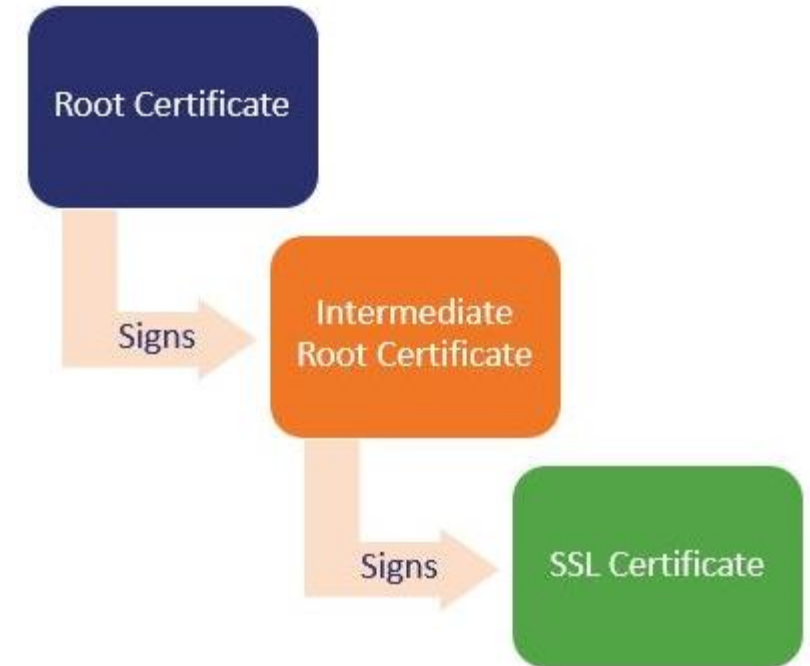 Root Certificate
Signs
Intermediate
Root Certificate
Signs
SSL Certificate